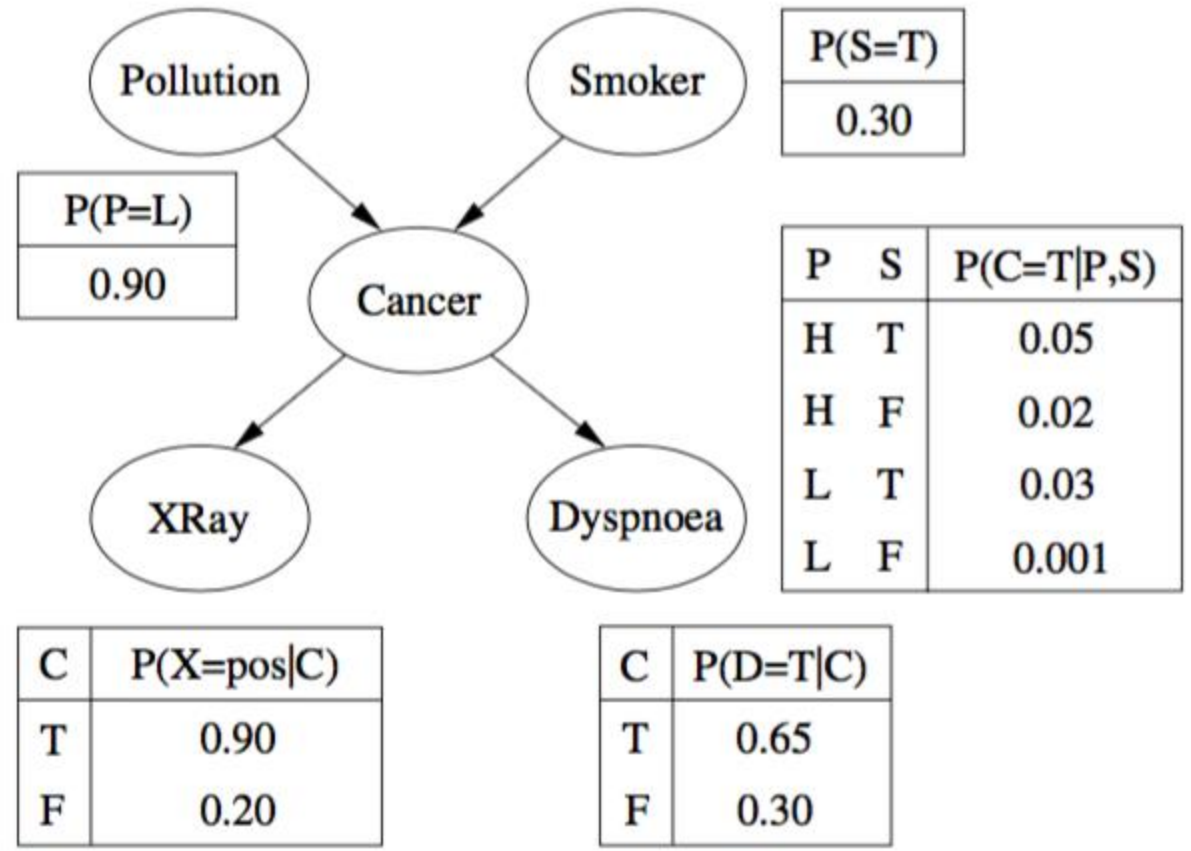 Pollution
Smoker
P(S=T)
0.30
P(P=L)
0.90
Cancer
P S P(C=T|P,S)
H T 0.05
H F 0.02
L T 0.03
L F 0.001
XRay
Dyspnoea
C P(X=pos|C)
T 0.90
F 0.20
C P(D=T|C)
T 0.65
F 0.30